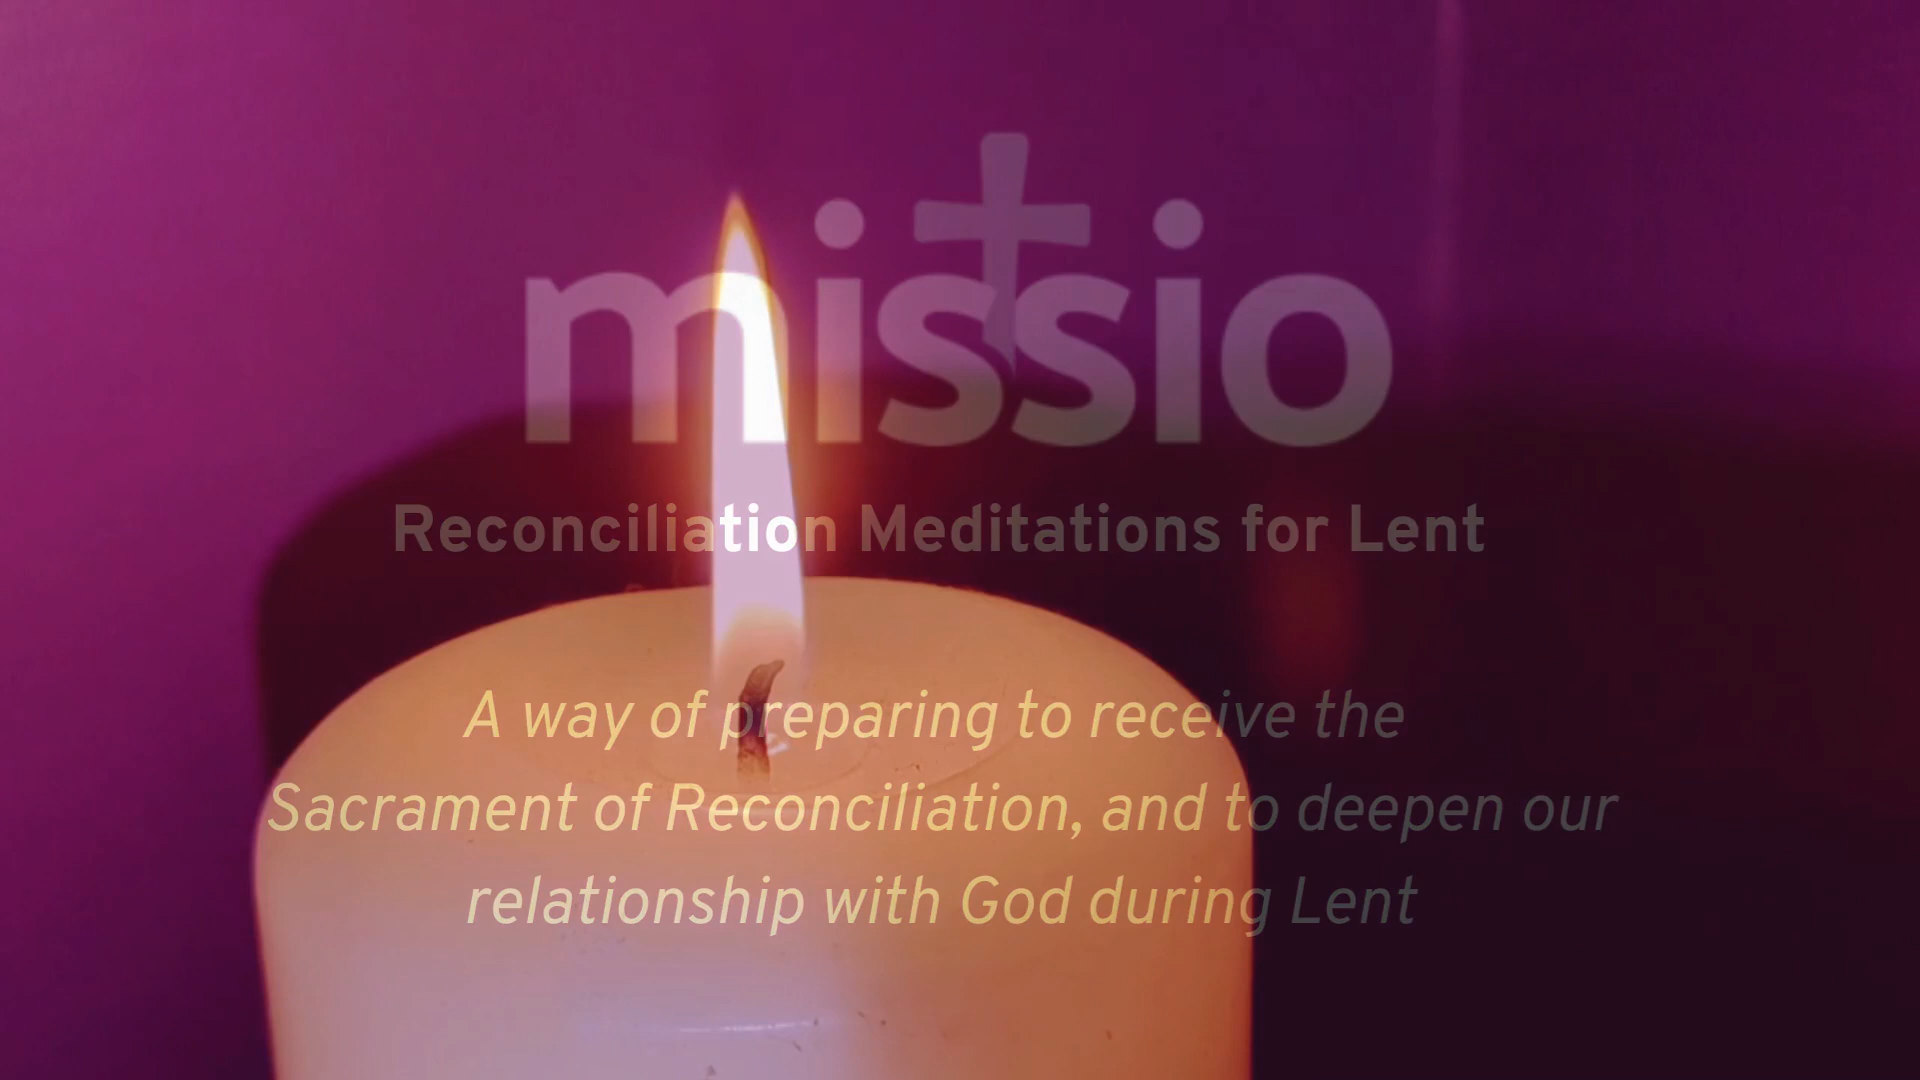 missio
Reconciliation Meditations for Lent
A way of preparing to receive the
Sacrament of Reconciliation, and to deepen our
relationship with God during Lent